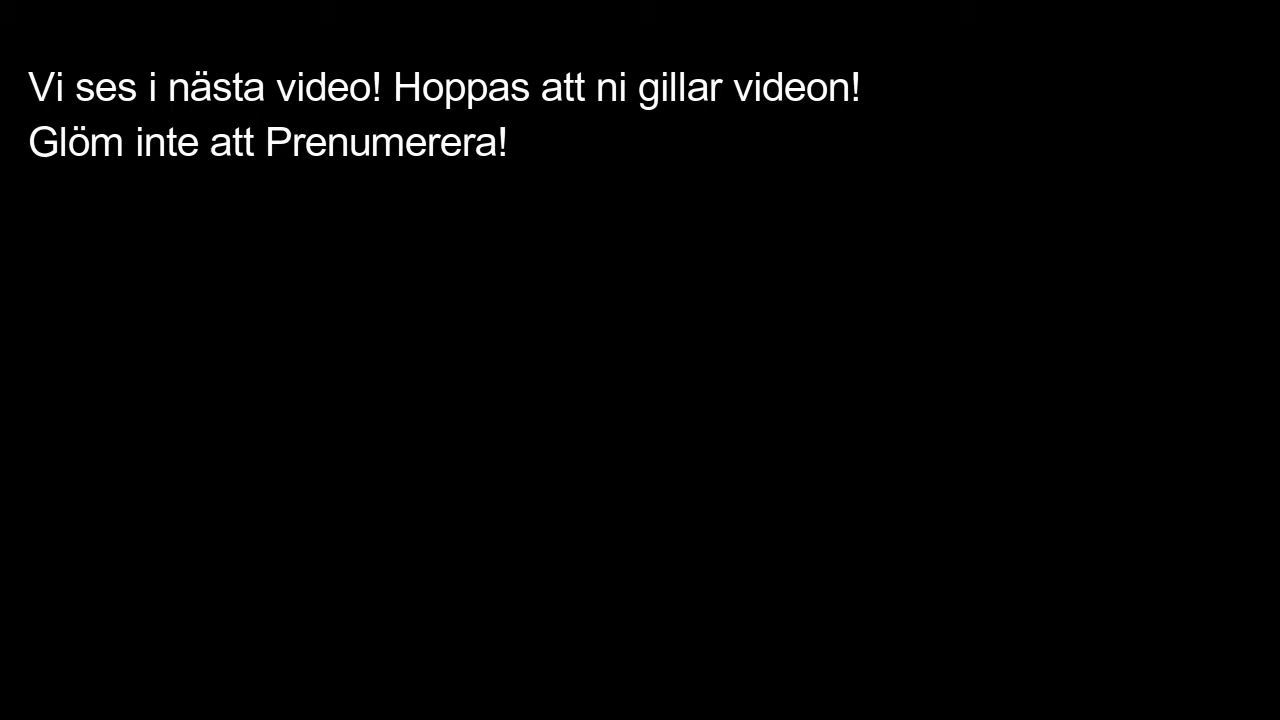 Vi ses i nästa video! Hoppas att ni gillar videon!
Glöm inte att Prenumerera!